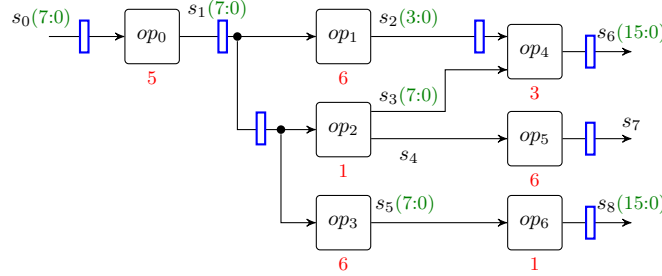 s₀(7:0) op₀ s₁(7:0) op₁ s₂(3:0) op₄ s₆(15:0)
5 6 s₃(7:0) 3
op₂ s₄ op₅ s₇
1 6
op₃ s₅(7:0) op₆ s₈(15:0)
6 1